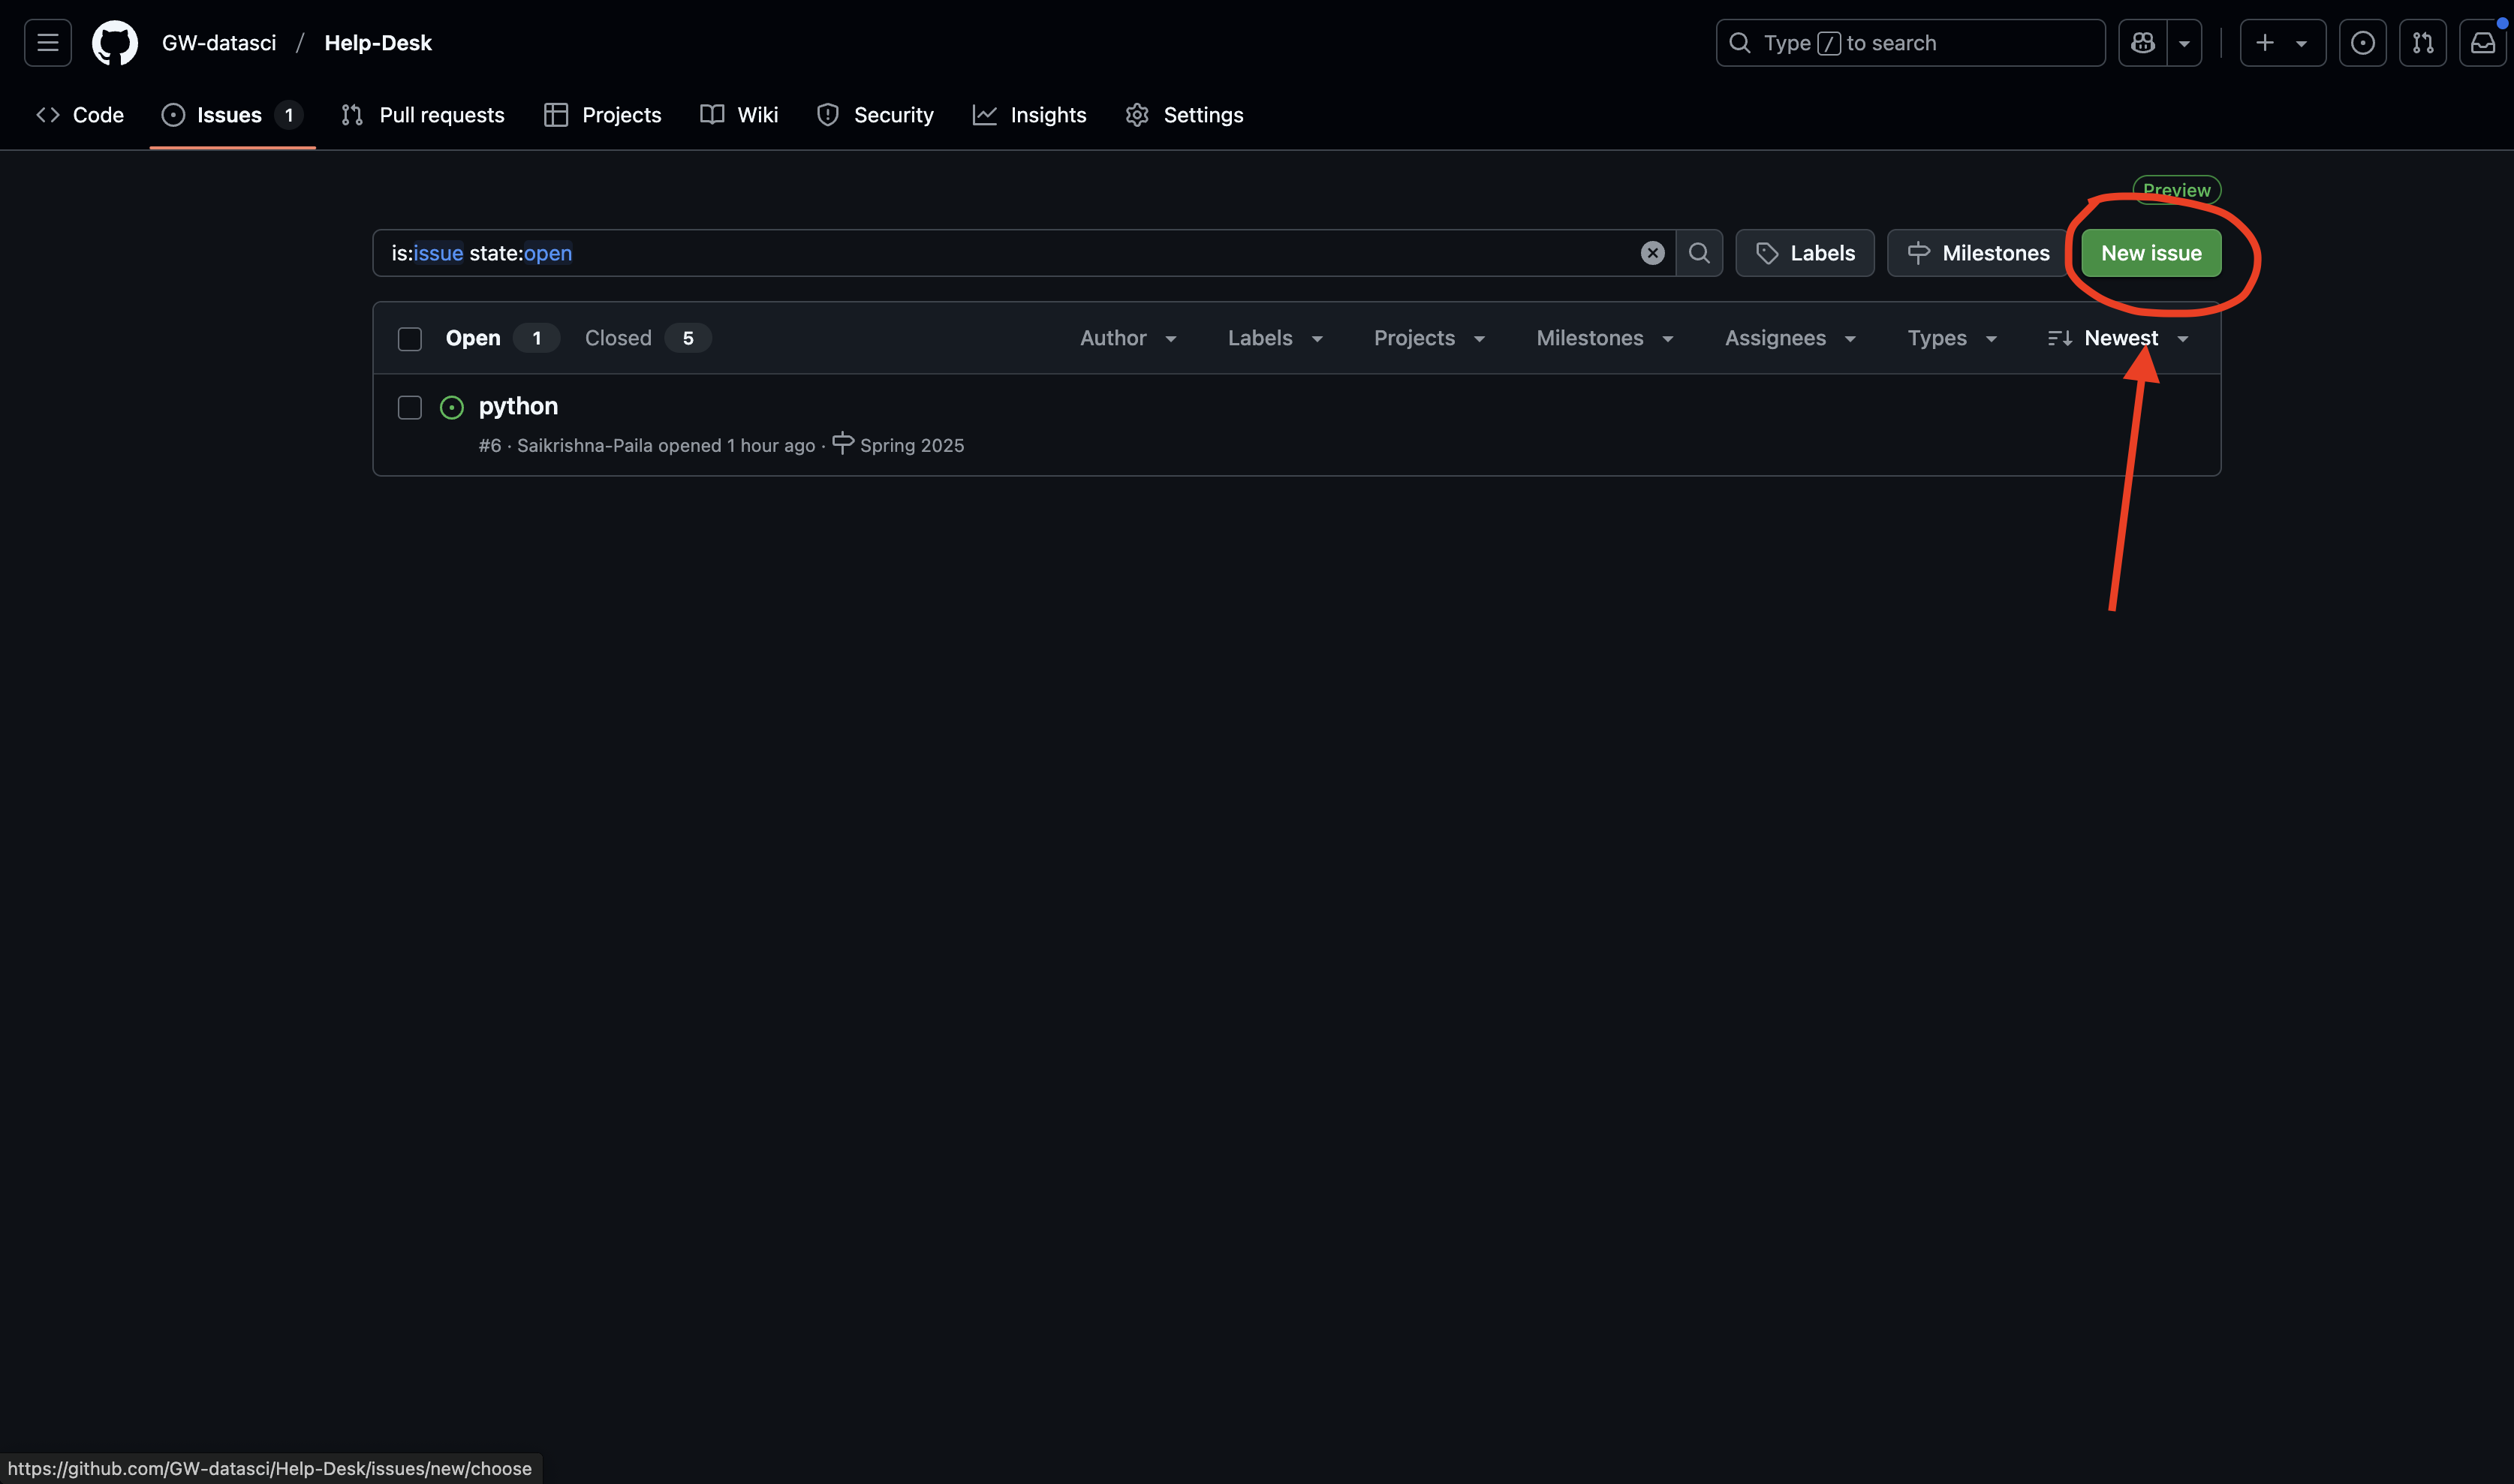 GW-datasci / Help-Desk
Type / to search
Code
Issues 1
Pull requests
Projects
Wiki
Security
Insights
Settings
Preview
is:issue state:open
Labels
Milestones
New issue
Open 1
Closed 5
Author
Labels
Projects
Milestones
Assignees
Types
Newest
python
#6 · Saikrishna-Paila opened 1 hour ago · Spring 2025
https://github.com/GW-datasci/Help-Desk/issues/new/choose